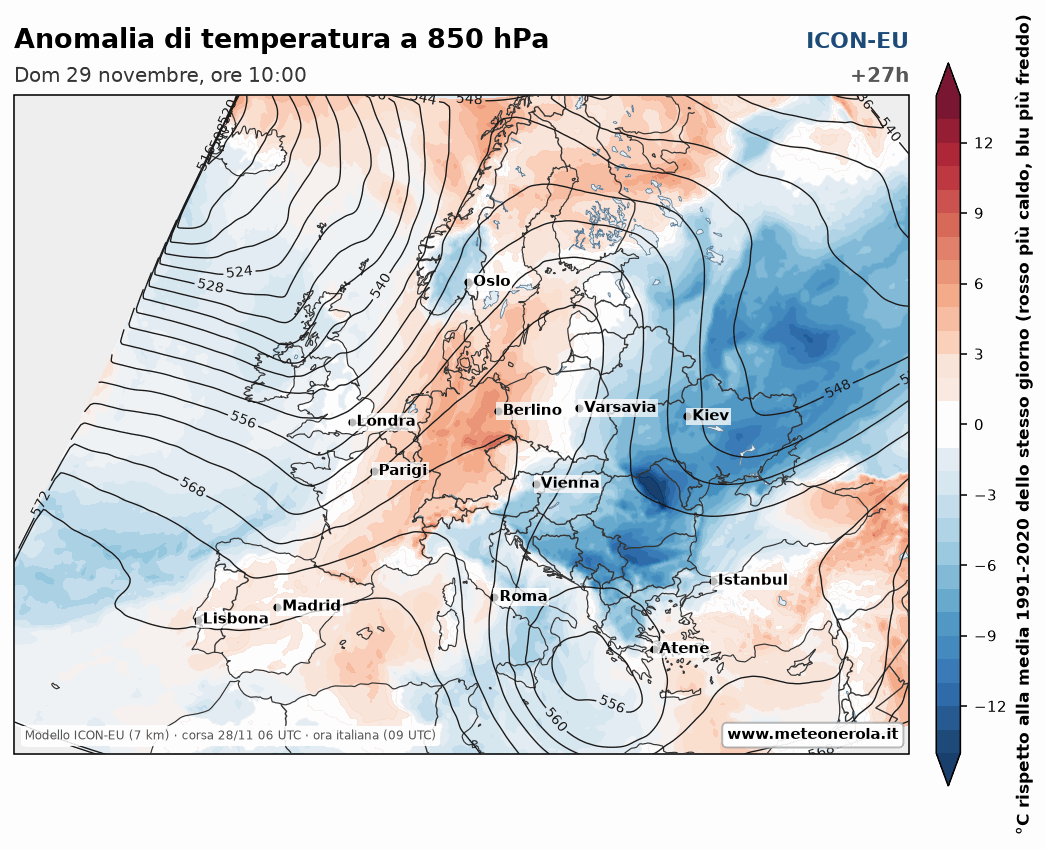 Anomalia di temperatura a 850 hPa
ICON-EU
Dom 29 novembre, ore 10:00
+27h
544
548
536
540
520
524
528
540
Oslo
548
556
Londra
Berlino
Varsavia
Kiev
Parigi
Vienna
568
572
Istanbul
Roma
Madrid
Lisbona
Atene
556
560
568
Modello ICON-EU (7 km) · corsa 28/11 06 UTC · ora italiana (09 UTC)
www.meteonerola.it
12
9
6
3
0
−3
−6
−9
−12
°C rispetto alla media 1991-2020 dello stesso giorno (rosso più caldo, blu più freddo)